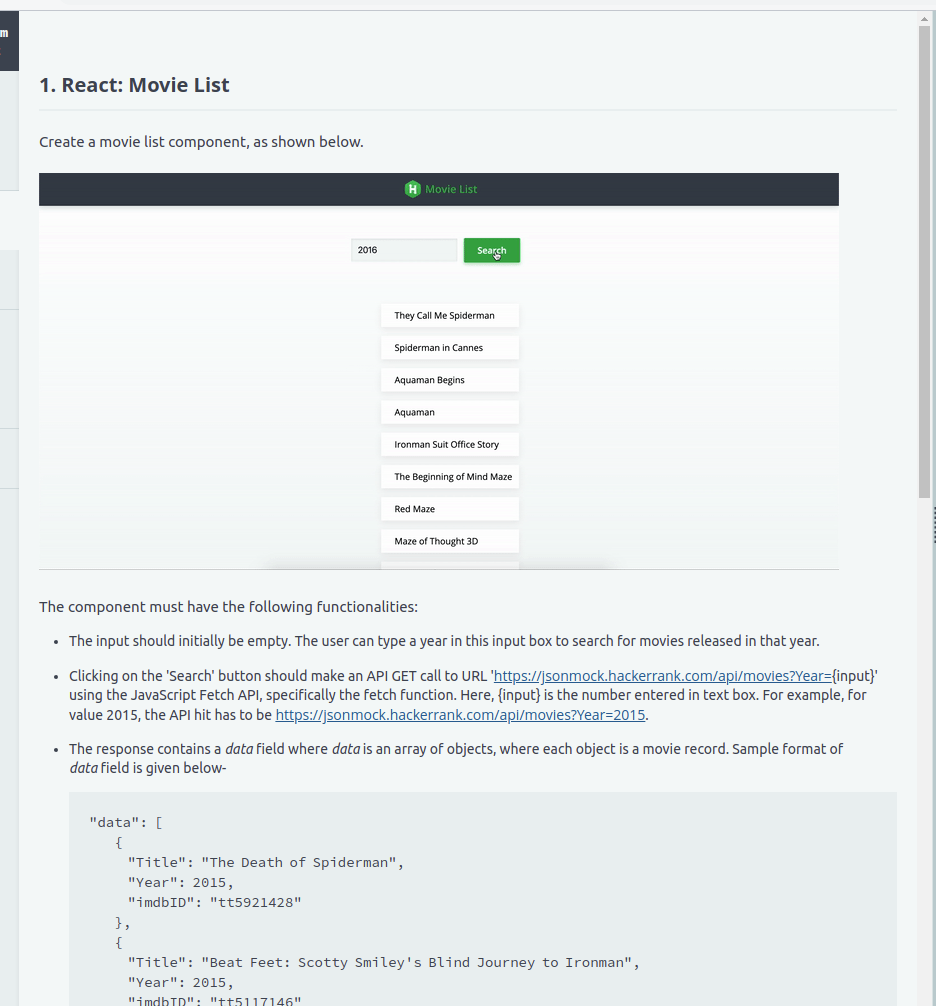 m
1. React: Movie List
Create a movie list component, as shown below.
H Movie List
2016
Search
They Call Me Spiderman
Spiderman in Cannes
Aquaman Begins
Aquaman
Ironman Suit Office Story
The Beginning of Mind Maze
Red Maze
Maze of Thought 3D
The component must have the following functionalities:
• The input should initially be empty. The user can type a year in this input box to search for movies released in that year.
• Clicking on the 'Search' button should make an API GET call to URL 'https://jsonmock.hackerrank.com/api/movies?Year={input}'
using the JavaScript Fetch API, specifically the fetch function. Here, {input} is the number entered in text box. For example, for
value 2015, the API hit has to be https://jsonmock.hackerrank.com/api/movies?Year=2015.
• The response contains a data field where data is an array of objects, where each object is a movie record. Sample format of
data field is given below-
"data": [
{
"Title": "The Death of Spiderman",
"Year": 2015,
"imdbID": "tt5921428"
},
{
"Title": "Beat Feet: Scotty Smiley's Blind Journey to Ironman",
"Year": 2015,
"imdbID": "tt5117146"